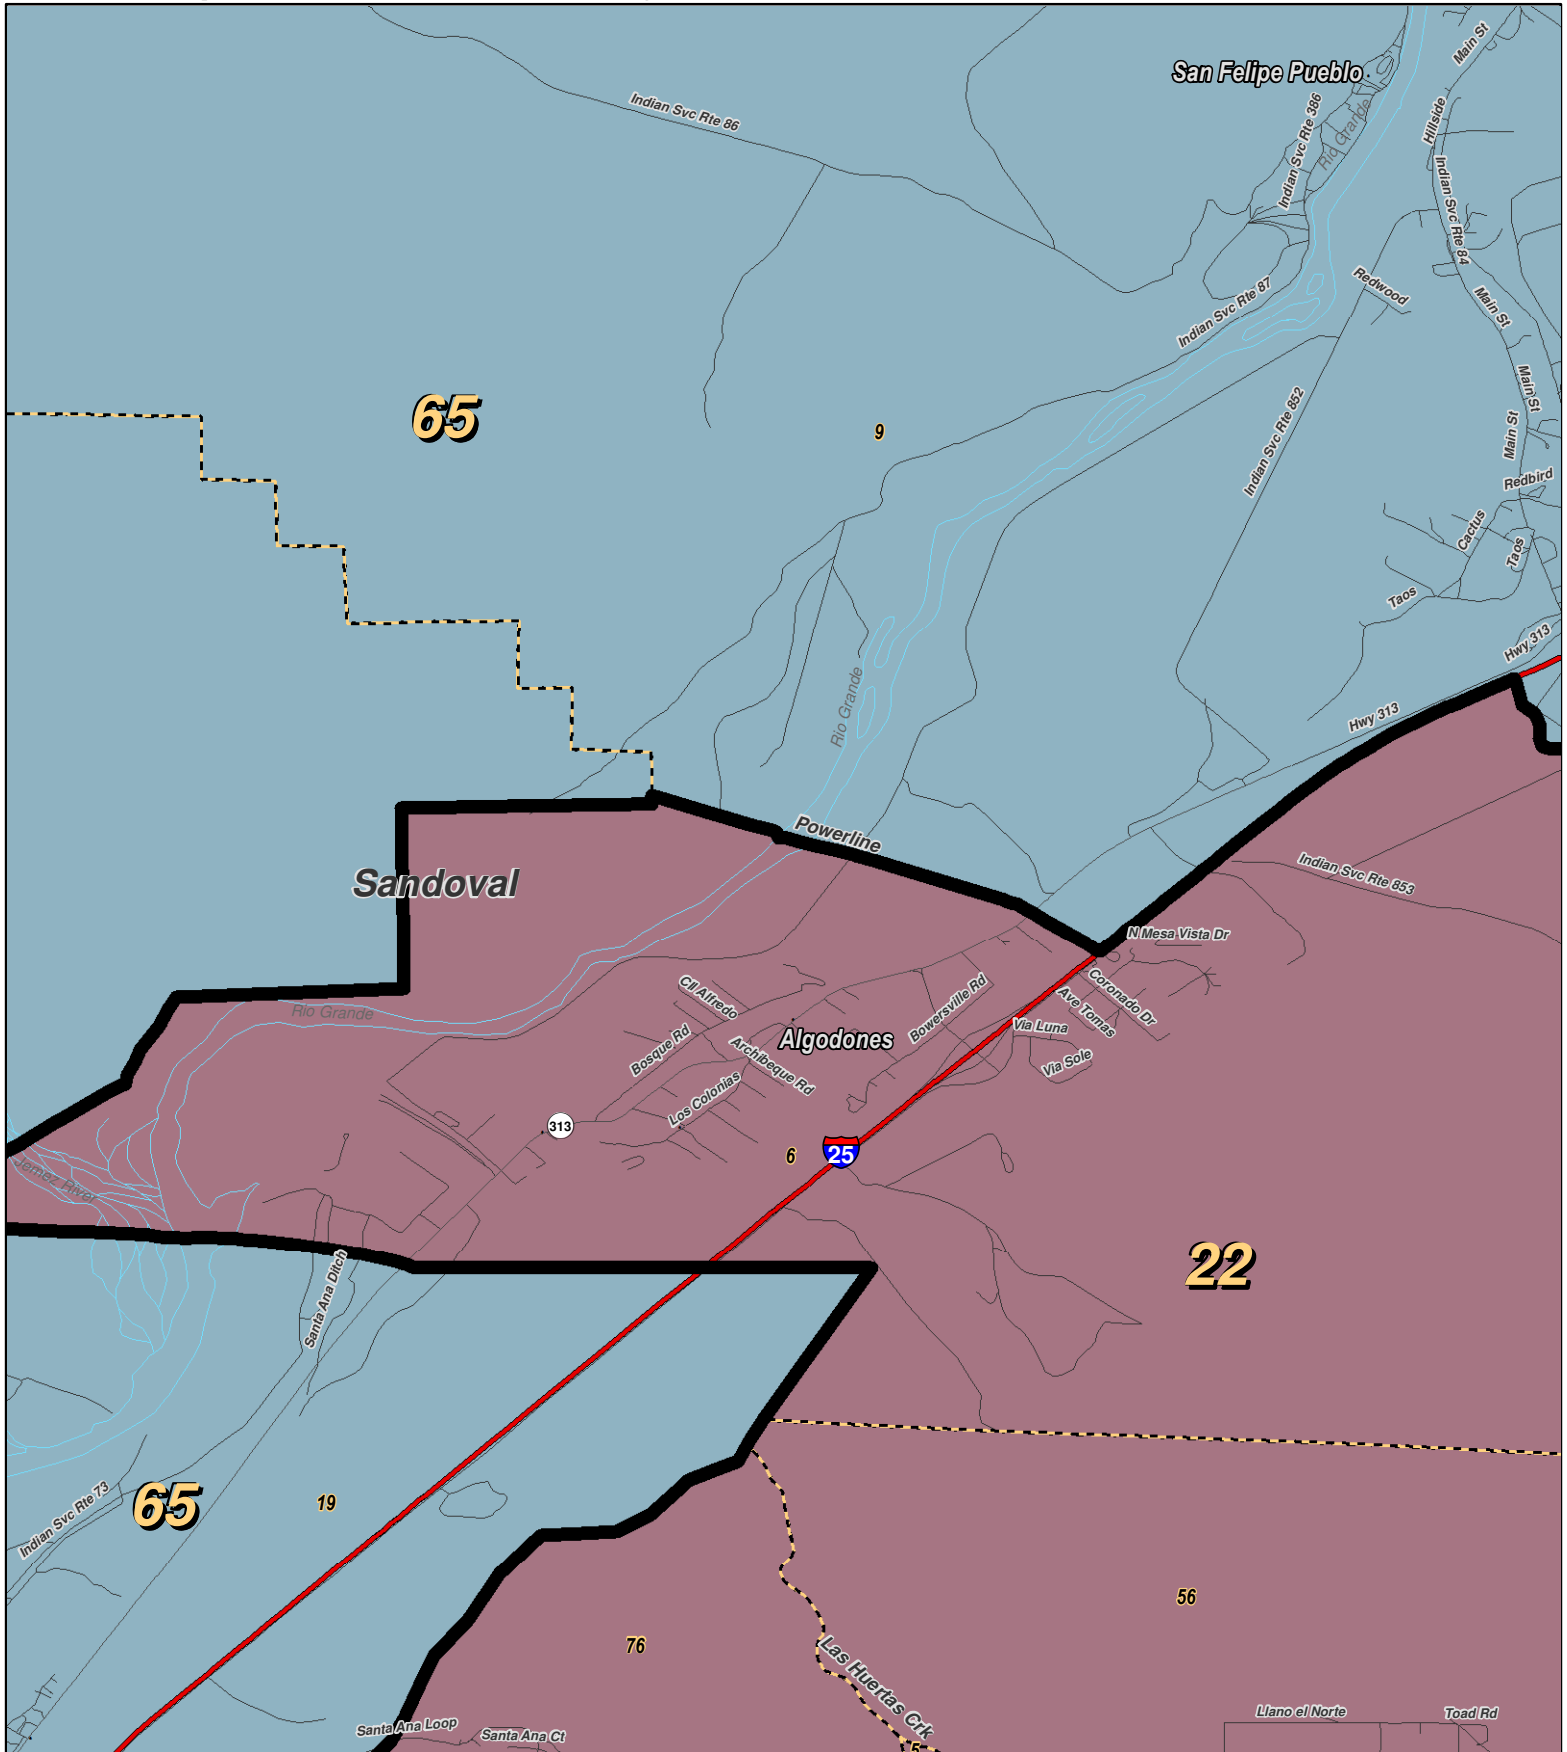 Main St
San Felipe Pueblo
Indian Svc Rte 86
Indian Svc Rte 386
Rio Grande
Hillside
Indian Svc Rte 84
Indian Svc Rte 87
Redwood
Main St
Main St
Indian Svc Rte 852
65
9
Main St
Redbird
Cactus
Taos
Taos
Hwy 313
Rio Grande
Hwy 313
Powerline
Sandoval
Indian Svc Rte 853
N Mesa Vista Dr
Cll Alfredo
Coronado Dr
Ave Tomas
Bowersville Rd
Rio Grande
Via Luna
Algodones
Bosque Rd
Archibeque Rd
Via Sole
Los Colonias
313
6
25
Jemez River
22
Santa Ana Ditch
65
19
Indian Svc Rte 73
56
76
Las Huertas Crk
Llano el Norte
Toad Rd
Santa Ana Loop
Santa Ana Ct
5